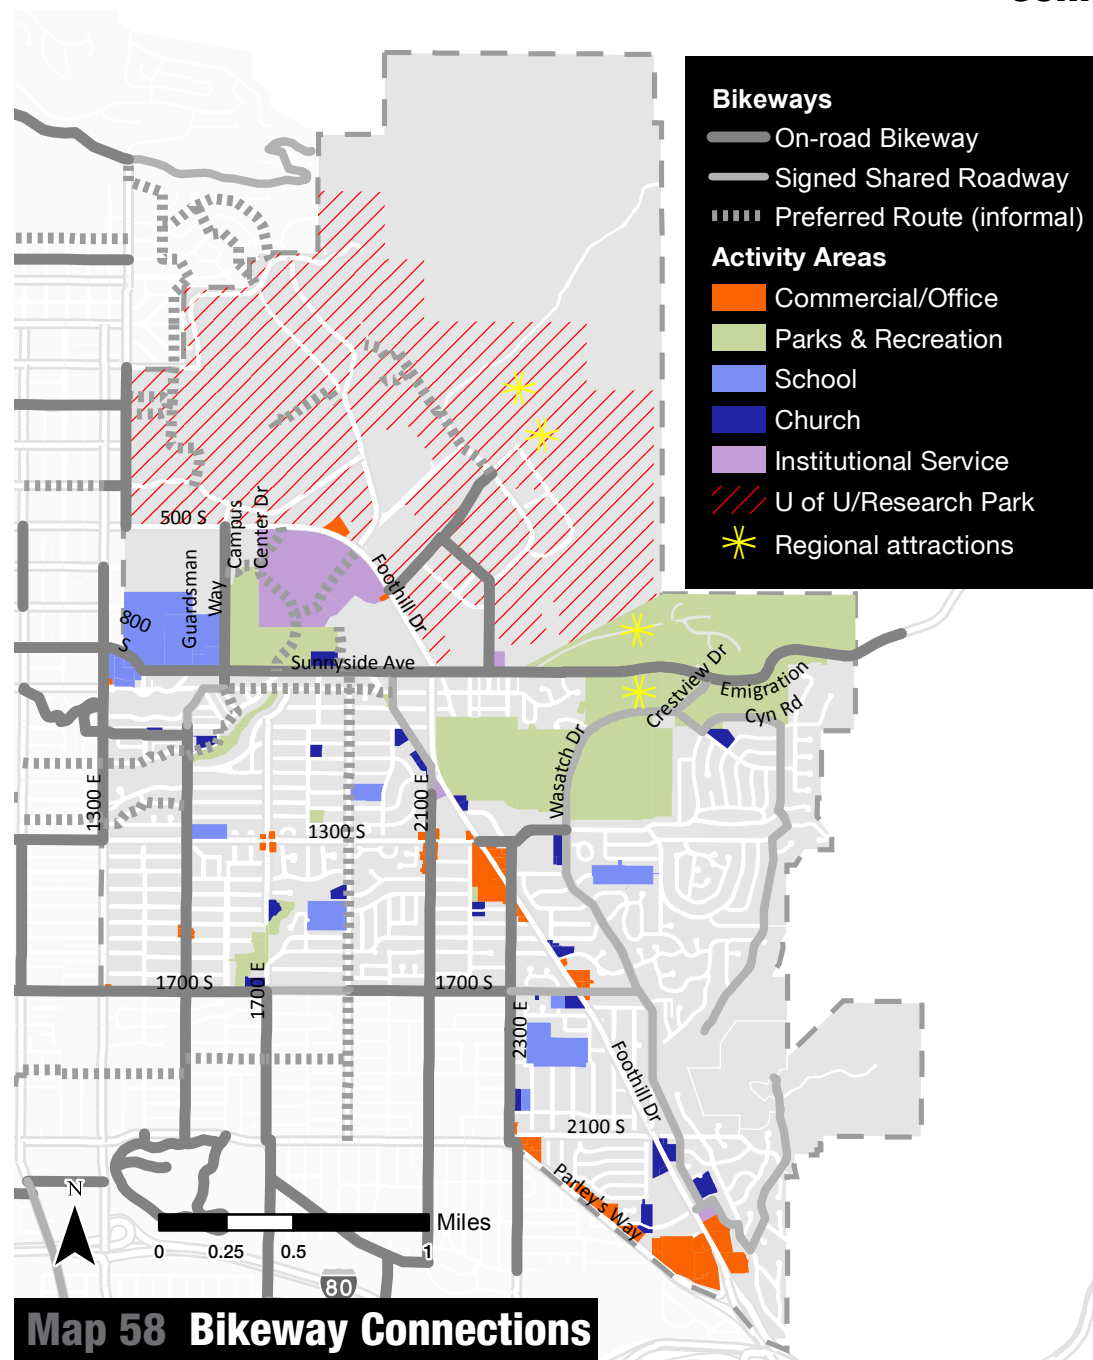 Bikeways
On-road Bikeway
Signed Shared Roadway
Preferred Route (informal)
Activity Areas
Commercial/Office
Parks & Recreation
School
Church
Institutional Service
U of U/Research Park
Regional attractions
500 S
Campus
Center Dr
Guardsman
Way
Foothill Dr
800
S
Sunnyside Ave
Crestview Dr
Emigration
Cyn Rd
Wasatch Dr
1300 E
2100 E
1300 S
1700 S
1700 E
1700 S
2300 E
Foothill Dr
2100 S
Parley's Way
N
Miles
0 0.25 0.5 1
80
Map 58 Bikeway Connections